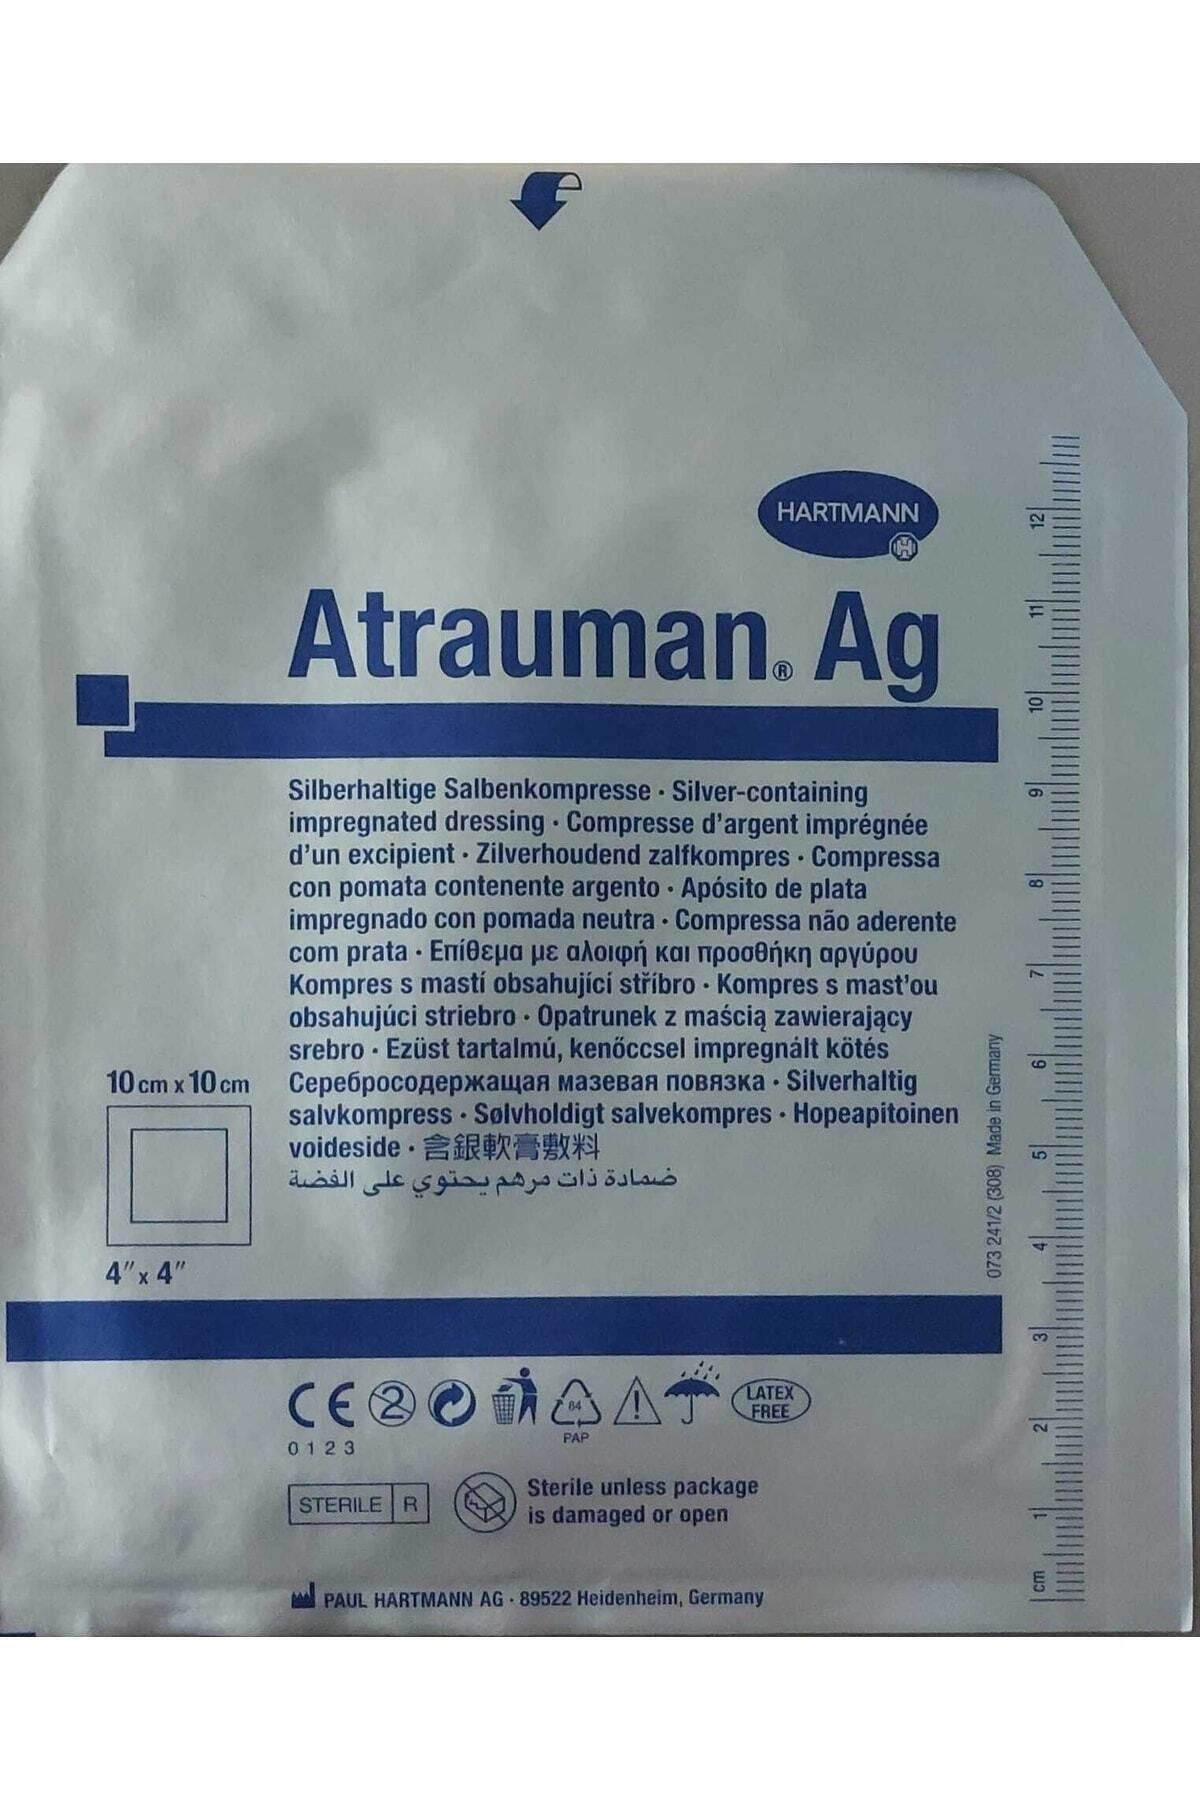 HARTMANN
Atrauman® Ag
Silberhaltige Salbenkompresse · Silver-containing
impregnated dressing · Compresse d'argent imprégnée
d'un excipient · Zilverhoudend zalfkompres · Compressa
con pomata contenente argento · Apósito de plata
impregnado con pomada neutra · Compressa não aderente
com prata · Επίθεμα με αλοιφή και προσθήκη αργύρου
Kompres s mastí obsahující stříbro · Kompres s mast'ou
obsahujúci striebro · Opatrunek z maścią zawierający
srebro · Ezüst tartalmú, kenőccsel impregnált kötés
Серебросодержащая мазевая повязка · Silverhaltig
salvkompress · Sølvholdigt salvekompres · Hopeapitoinen
voideside · 含銀軟膏敷料
ضمادة ذات مرهم يحتوي على الفضة
10 cm x 10 cm
4" x 4"
073 241/2 (308) Made in Germany
12
11
10
9
8
7
6
5
4
3
2
1
cm
CE
0123
2
84
PAP
!
LATEX
FREE
STERILE R
Sterile unless package
is damaged or open
PAUL HARTMANN AG · 89522 Heidenheim, Germany